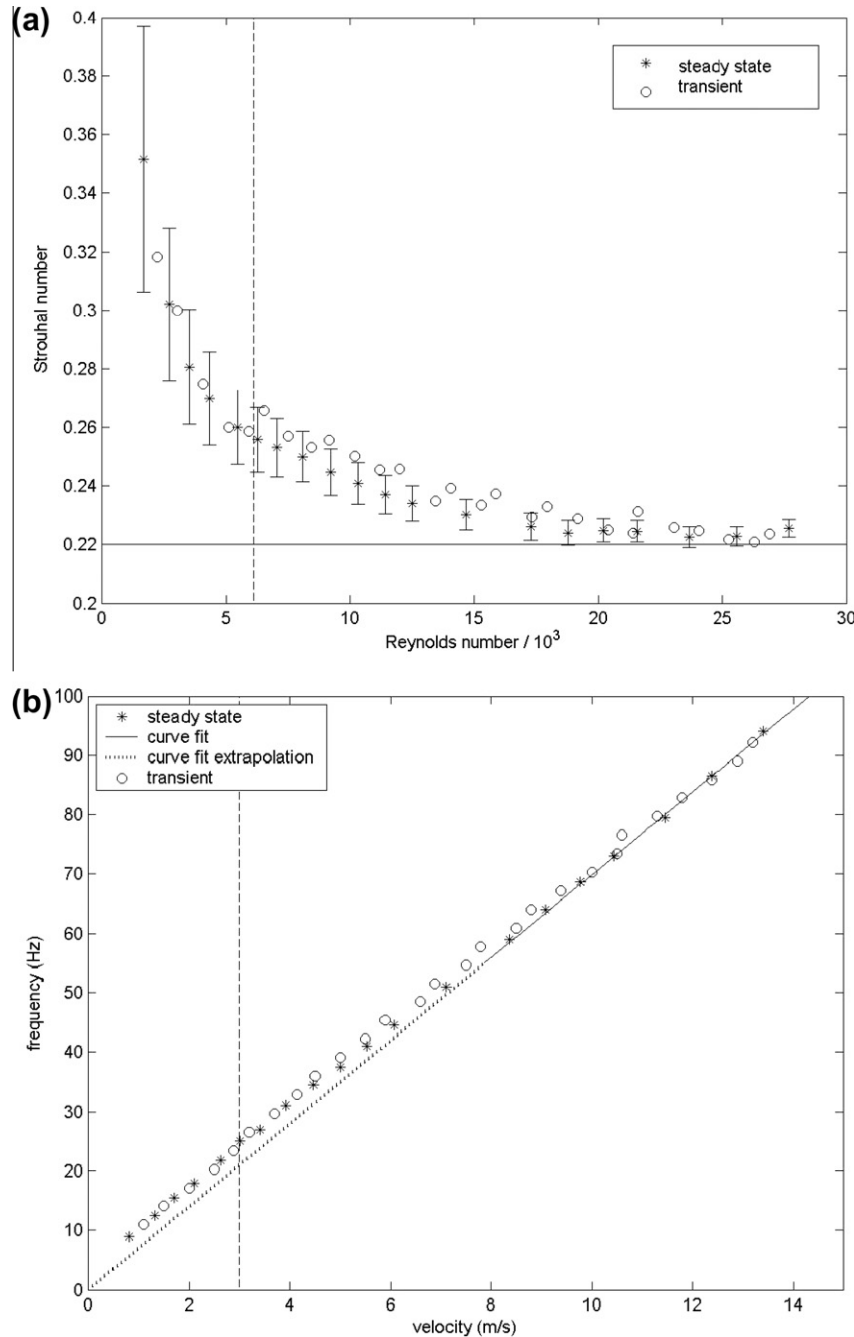 (a)
0.4
0.38
0.36
0.34
0.32
0.3
0.28
0.26
0.24
0.22
0.2
Strouhal number
steady state
transient
0 5 10 15 20 25 30
Reynolds number / 10³
(b)
100
90
80
70
60
50
40
30
20
10
0
frequency (Hz)
steady state
curve fit
curve fit extrapolation
transient
0 2 4 6 8 10 12 14
velocity (m/s)